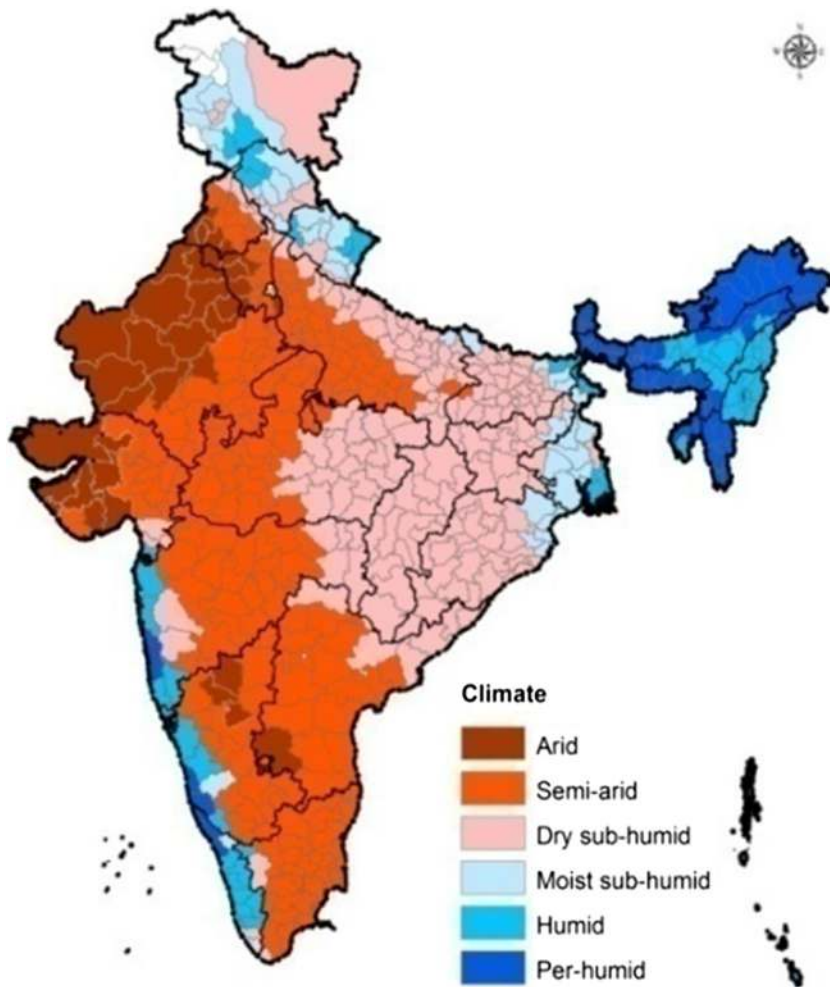 N
W
E
S
Climate
Arid
Semi-arid
Dry sub-humid
Moist sub-humid
Humid
Per-humid